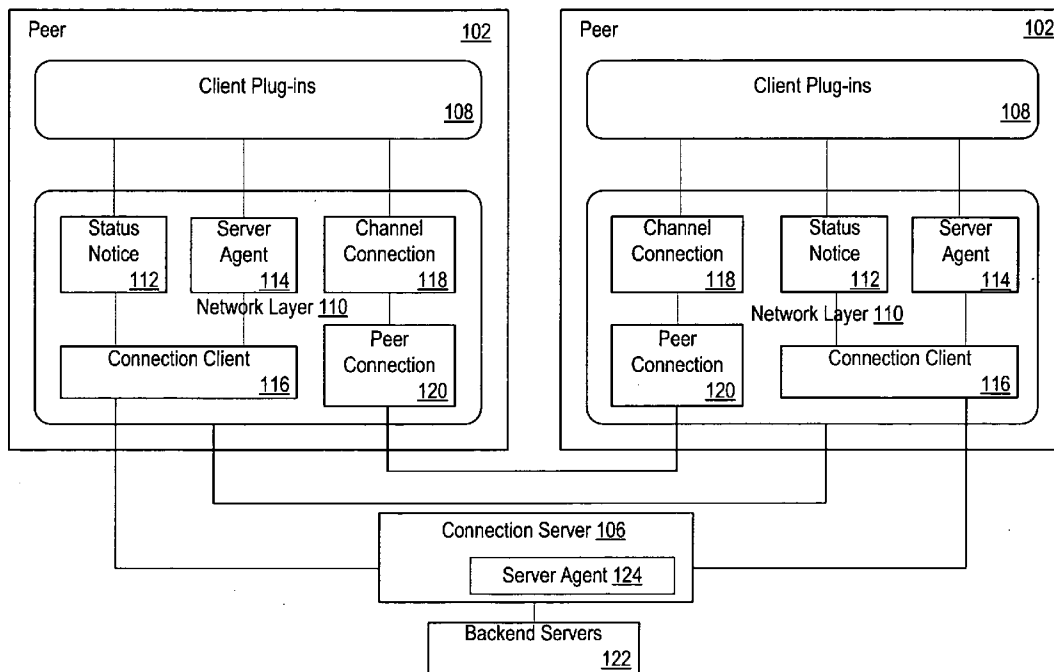 Peer 102
Client Plug-ins
108
Status Notice
112
Server Agent
114
Channel Connection
118
Network Layer 110
Connection Client
116
Peer Connection
120
Peer 102
Client Plug-ins
108
Channel Connection
118
Status Notice
112
Server Agent
114
Network Layer 110
Peer Connection
120
Connection Client
116
Connection Server 106
Server Agent 124
Backend Servers
122